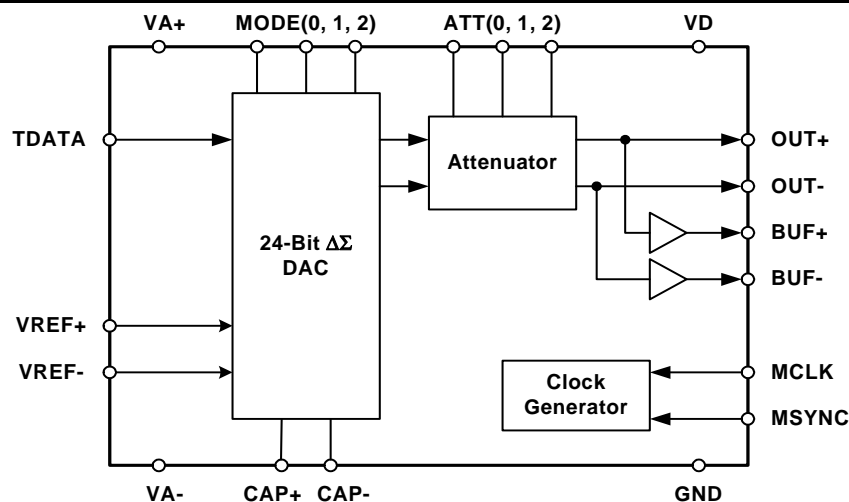 VA+ MODE(0, 1, 2) ATT(0, 1, 2) VD
TDATA
OUT+
Attenuator
OUT-
24-Bit ΔΣ
DAC
BUF+
BUF-
VREF+
VREF-
Clock
Generator
MCLK
MSYNC
VA- CAP+ CAP- GND